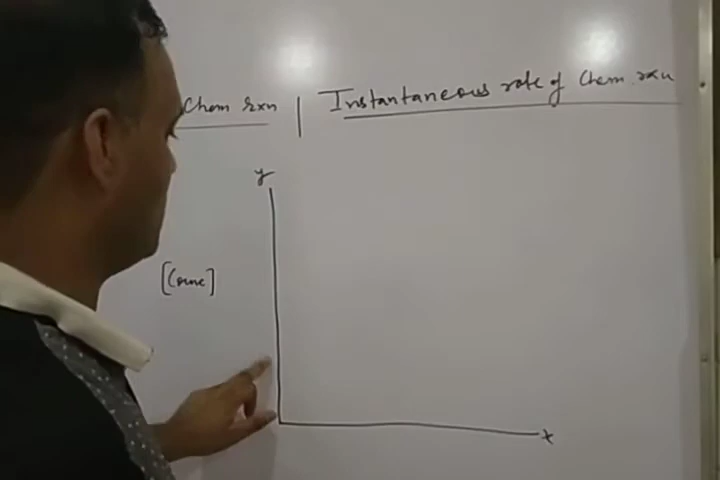 Chem rxn | Instantaneous rate of Chem. rxn
y
[Conc]
x